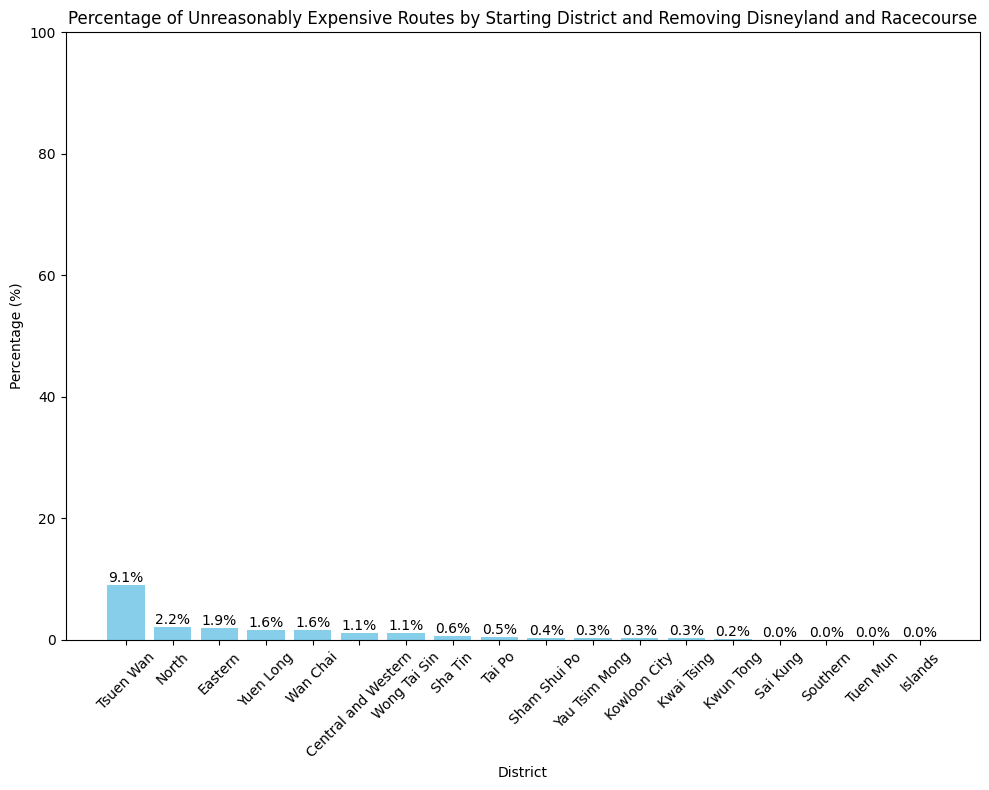 Percentage of Unreasonably Expensive Routes by Starting District and Removing Disneyland and Racecourse
Percentage (%)
100
80
60
40
20
0
9.1%
2.2%
1.9%
1.6%
1.6%
1.1%
1.1%
0.6%
0.5%
0.4%
0.3%
0.3%
0.3%
0.2%
0.0%
0.0%
0.0%
0.0%
Tsuen Wan
North
Eastern
Yuen Long
Wan Chai
Central and Western
Wong Tai Sin
Sha Tin
Tai Po
Sham Shui Po
Yau Tsim Mong
Kowloon City
Kwai Tsing
Kwun Tong
Sai Kung
Southern
Tuen Mun
Islands
District